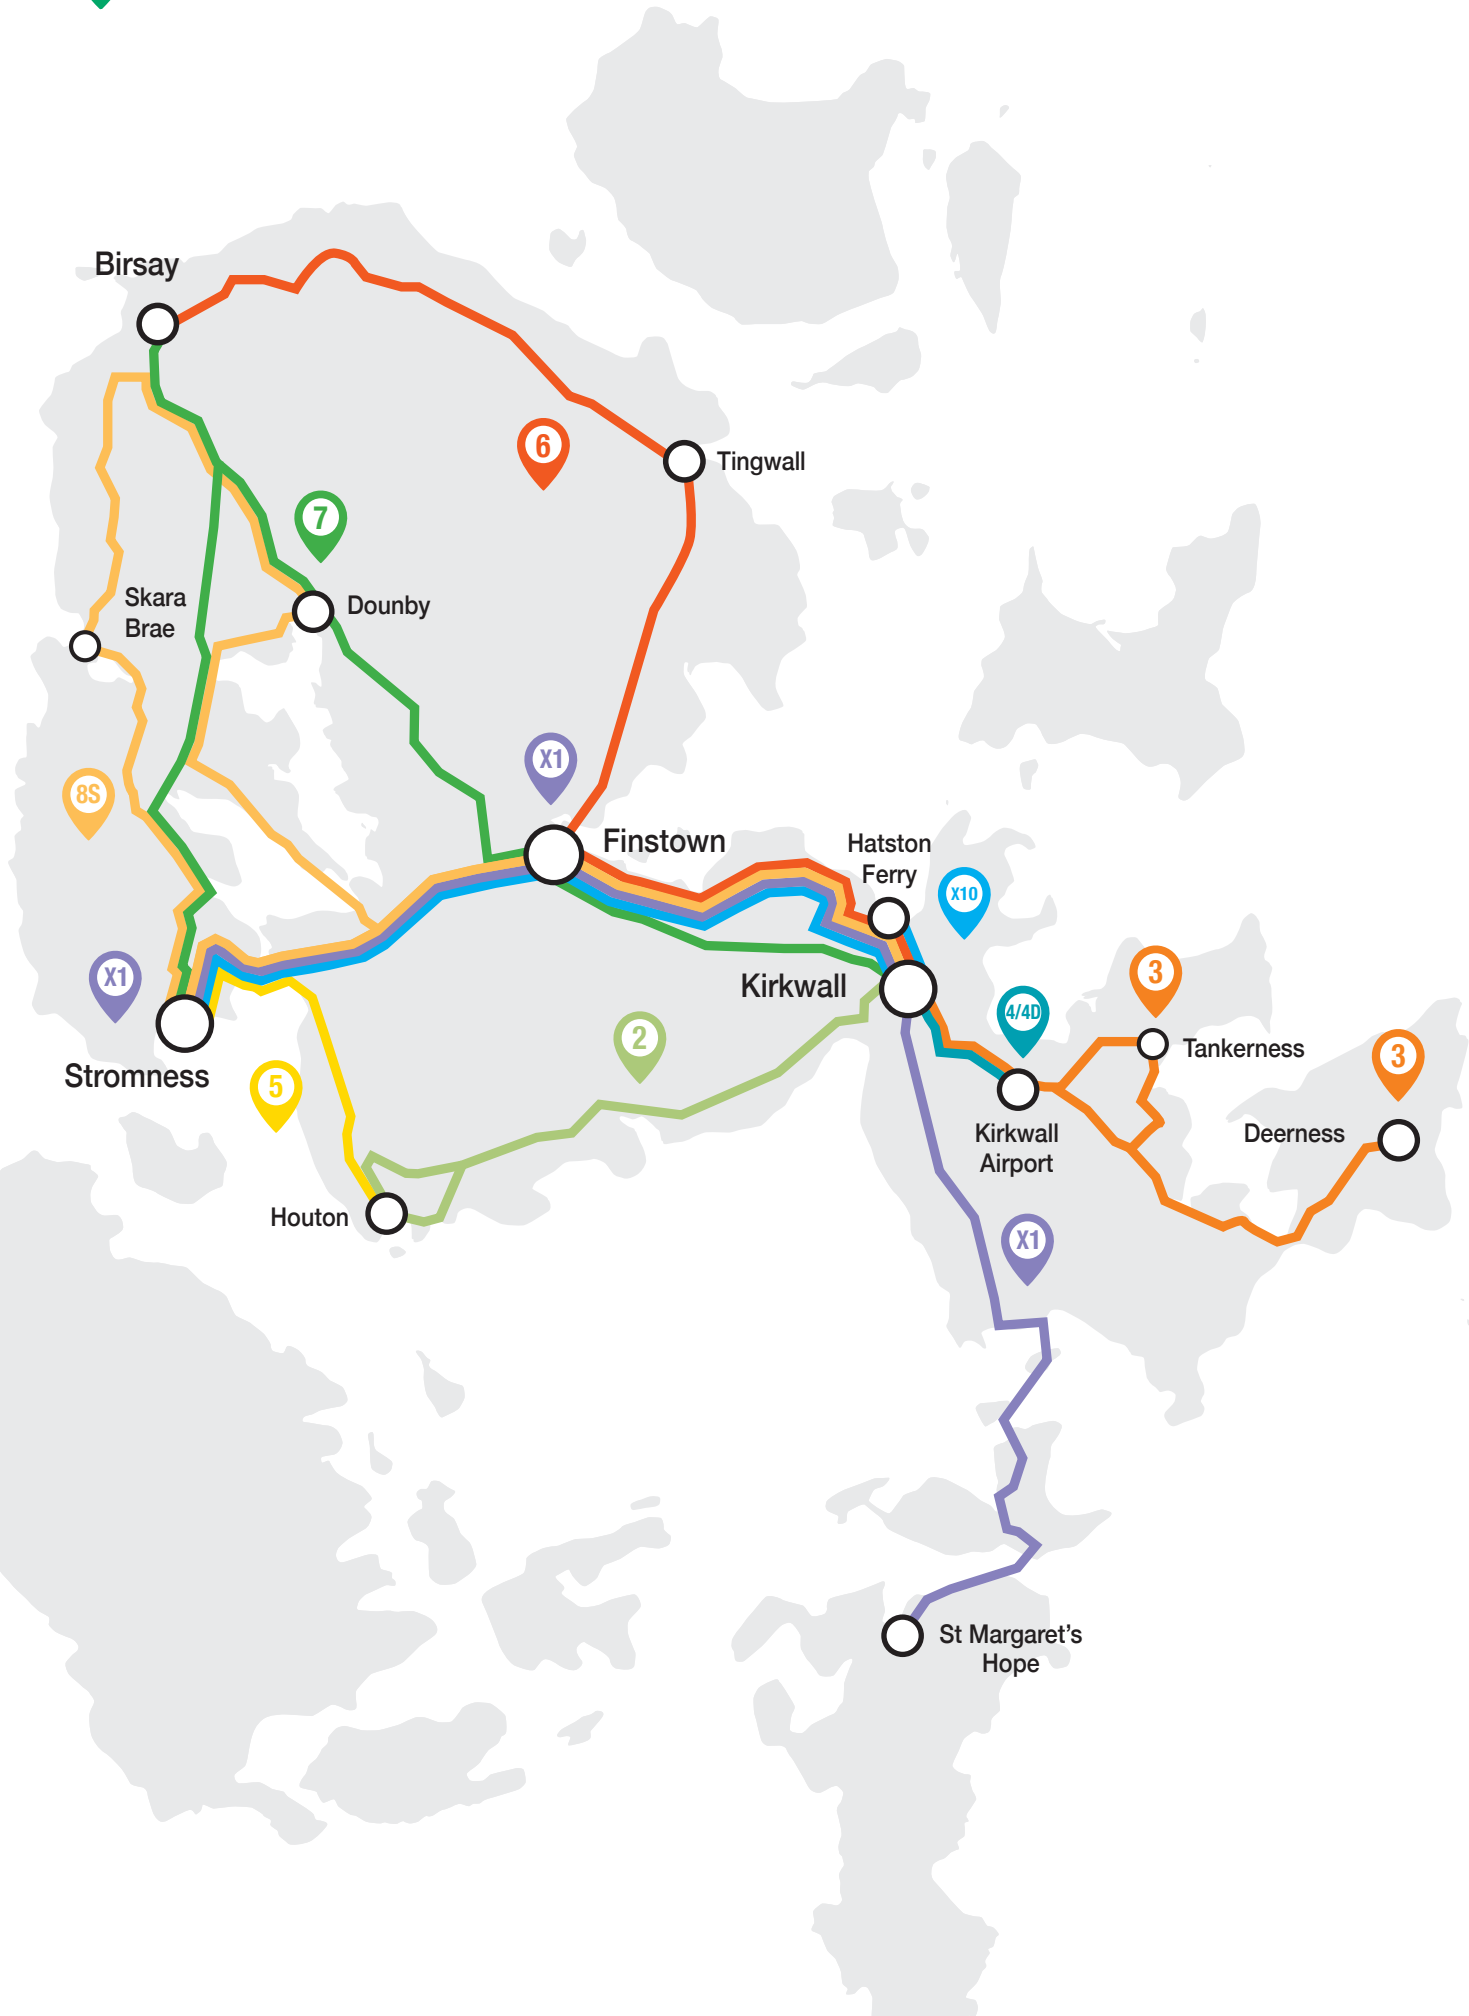 Birsay
6
Tingwall
7
Skara
Brae
Dounby
X1
8S
Finstown
Hatston
Ferry
X10
X1
Kirkwall
3
4/4D
2
Tankerness
3
Stromness
5
Kirkwall
Airport
Deerness
Houton
X1
St Margaret's
Hope